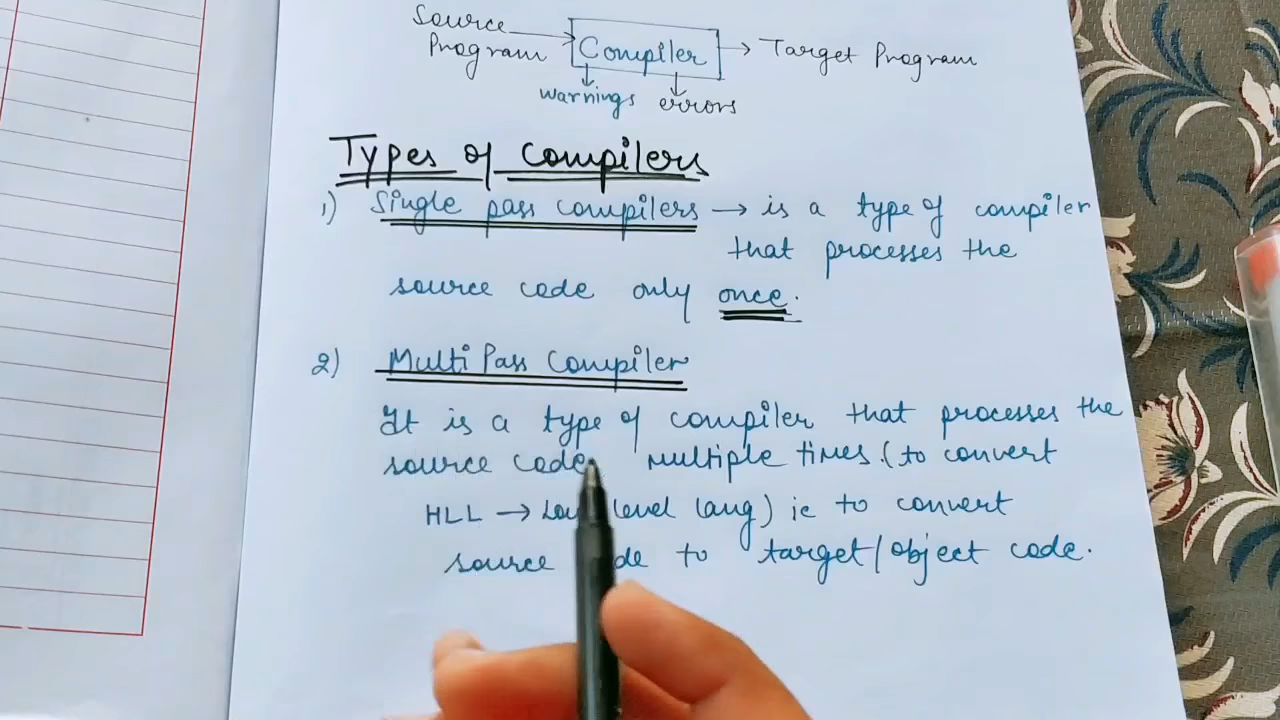 Source
Program
Compiler
Target Program
warnings
errors
Types of Compilers
1) Single pass compilers → is a type of compiler
that processes the
source code only once.
2) Multi Pass Compiler
It is a type of compiler that processes the
source code multiple times. (to convert
HLL → level lang) ie to convert
source to target/object code.